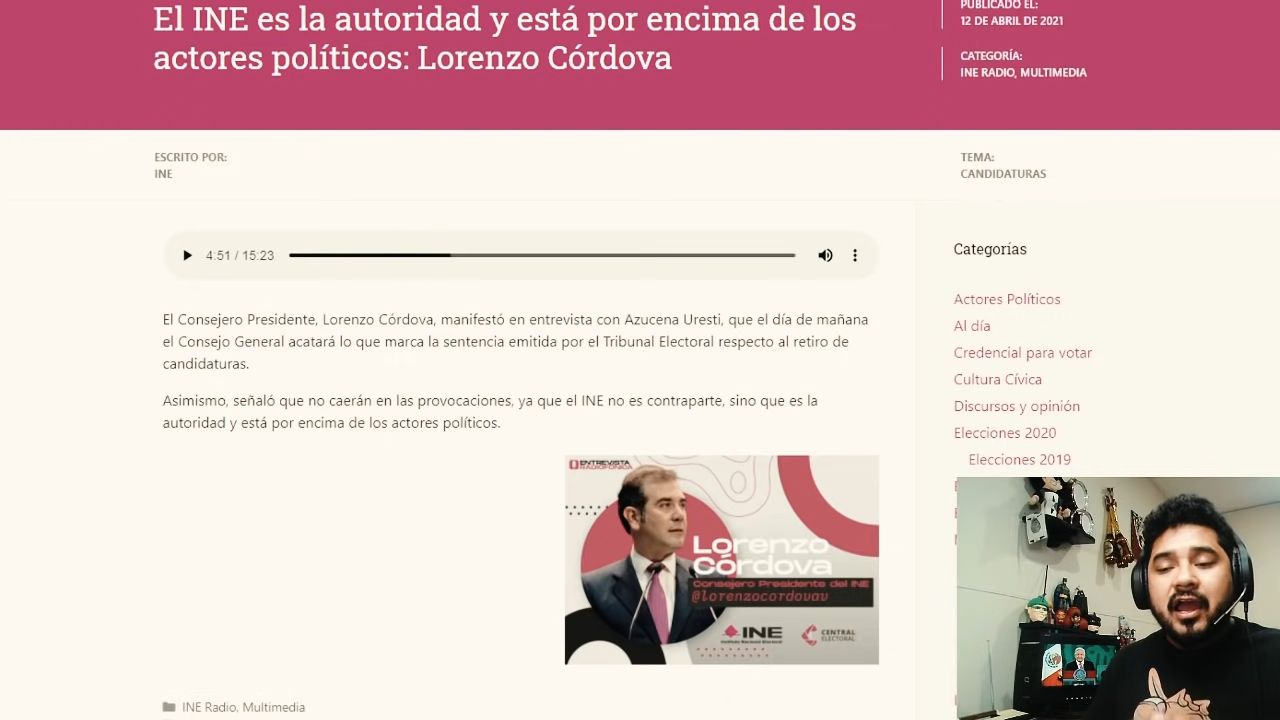 El INE es la autoridad y está por encima de los
actores políticos: Lorenzo Córdova
PUBLICADO EL:
12 DE ABRIL DE 2021
CATEGORÍA:
INE RADIO, MULTIMEDIA
ESCRITO POR:
INE
TEMA:
CANDIDATURAS
4:51 / 15:23
El Consejero Presidente, Lorenzo Córdova, manifestó en entrevista con Azucena Uresti, que el día de mañana
el Consejo General acatará lo que marca la sentencia emitida por el Tribunal Electoral respecto al retiro de
candidaturas.
Asimismo, señaló que no caerán en las provocaciones, ya que el INE no es contraparte, sino que es la
autoridad y está por encima de los actores políticos.
ENTREVISTA
RADIOFÓNICA
Lorenzo
Córdova
Consejero Presidente del INE
@lorenzocordovav
INE
Instituto Nacional Electoral
CENTRAL
ELECTORAL
INE Radio, Multimedia
Categorías
Actores Políticos
Al día
Credencial para votar
Cultura Cívica
Discursos y opinión
Elecciones 2020
Elecciones 2019